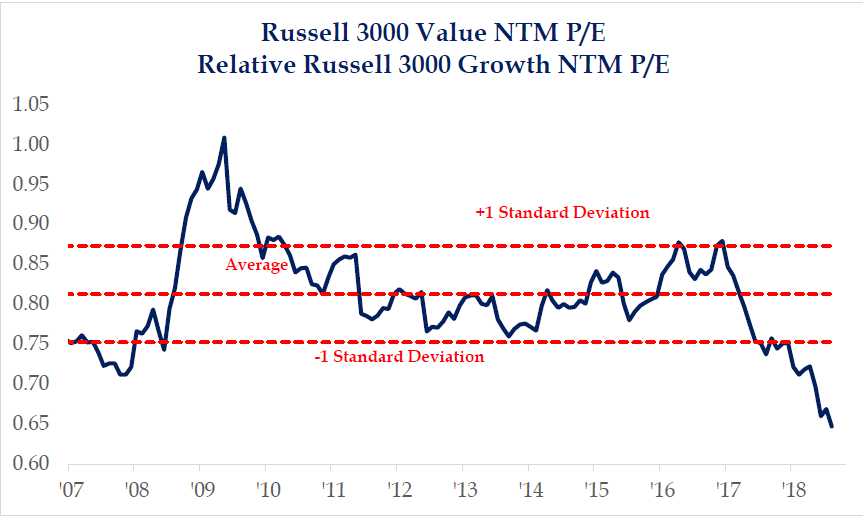 Russell 3000 Value NTM P/E
Relative Russell 3000 Growth NTM P/E
1.05
1.00
0.95
0.90
0.85
0.80
0.75
0.70
0.65
0.60
+1 Standard Deviation
Average
-1 Standard Deviation
'07 '08 '09 '10 '11 '12 '13 '14 '15 '16 '17 '18